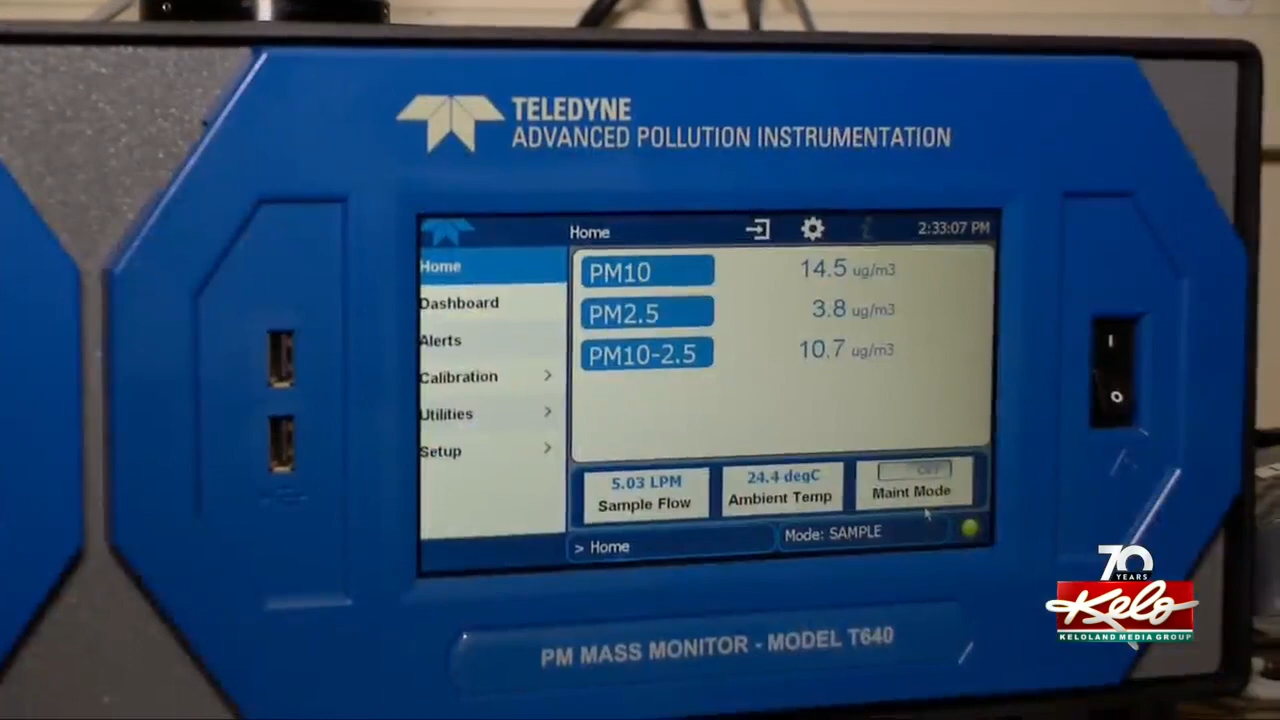 TELEDYNE
ADVANCED POLLUTION INSTRUMENTATION
Home
2:33:07 PM
Home
Dashboard
Alerts
Calibration >
Utilities >
Setup >
PM10 14.5 ug/m3
PM2.5 3.8 ug/m3
PM10-2.5 10.7 ug/m3
5.03 LPM
Sample Flow
24.4 degC
Ambient Temp
OFF
Maint Mode
> Home
Mode: SAMPLE
PM MASS MONITOR - MODEL T640
70
YEARS
Kelo
KELOLAND MEDIA GROUP